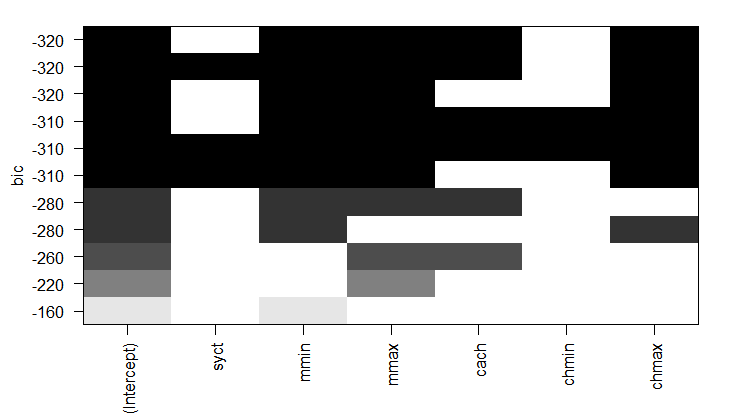 -320
-320
-320
-310
-310
-310
-280
-280
-260
-220
-160
bic
(Intercept)
syct
mmin
mmax
cach
chmin
chmax